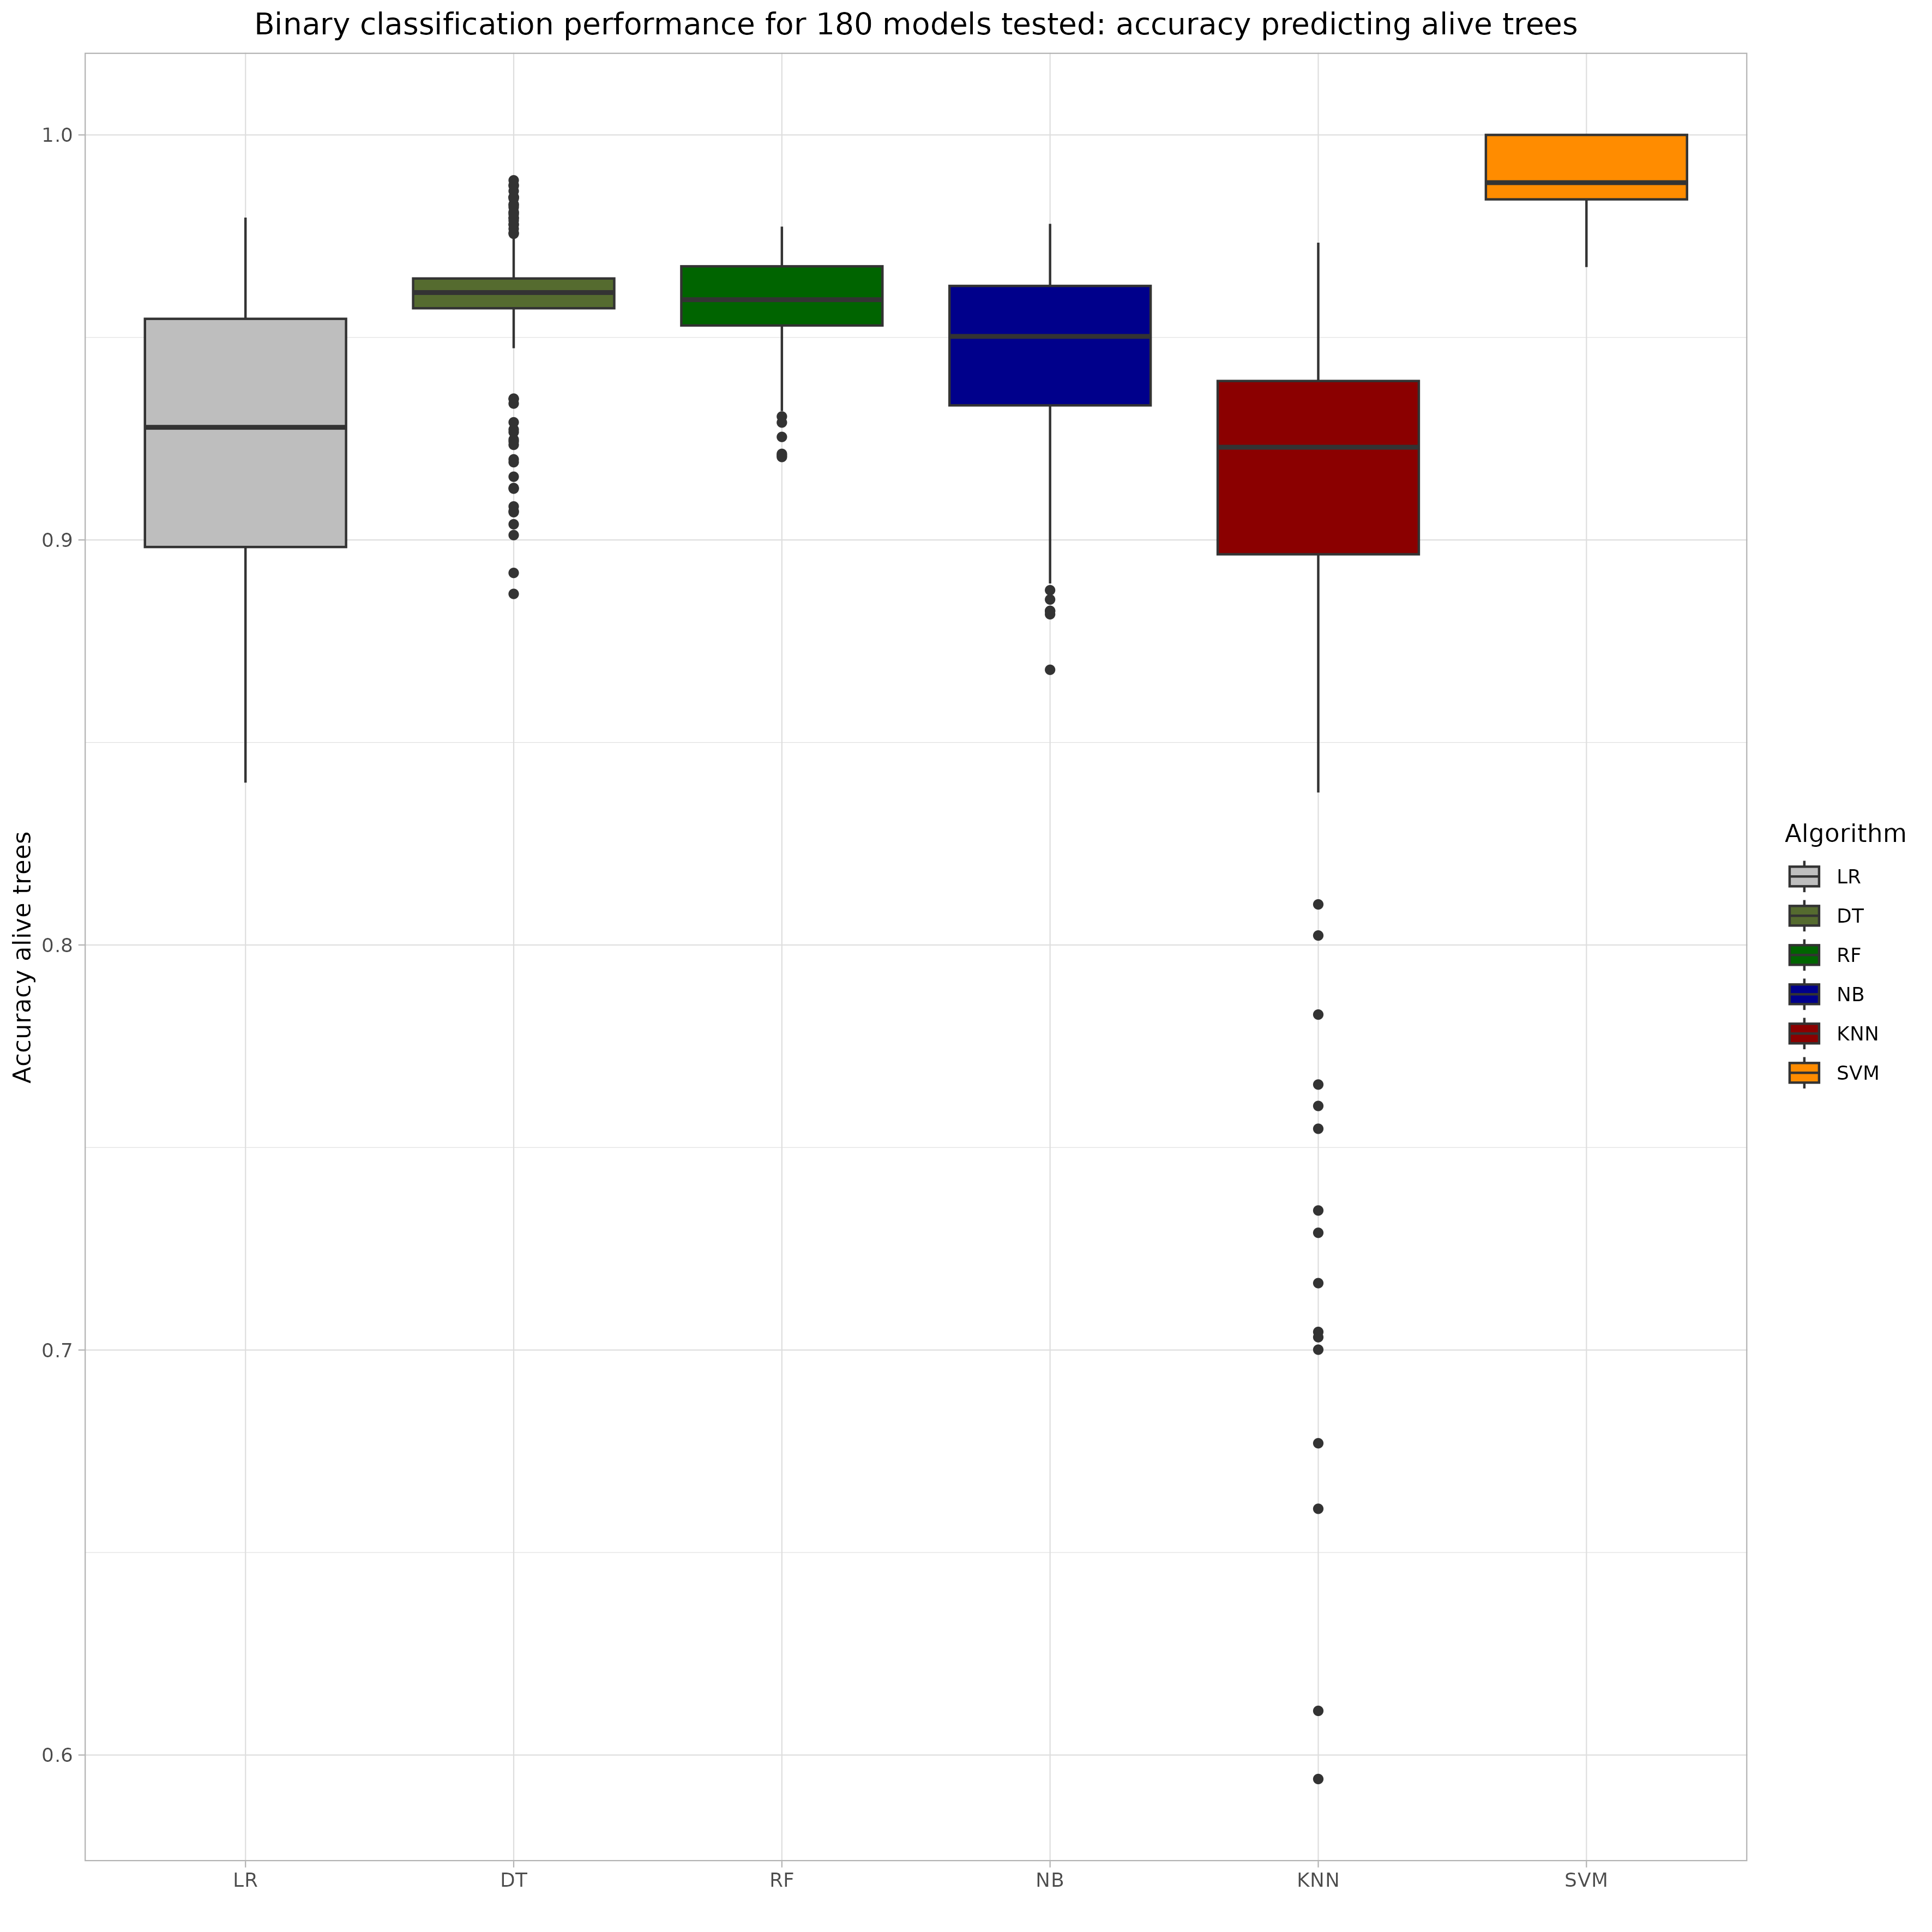 Binary classification performance for 180 models tested: accuracy predicting alive trees
Accuracy alive trees
1.0
0.9
0.8
0.7
0.6
LR
DT
RF
NB
KNN
SVM
Algorithm
LR
DT
RF
NB
KNN
SVM